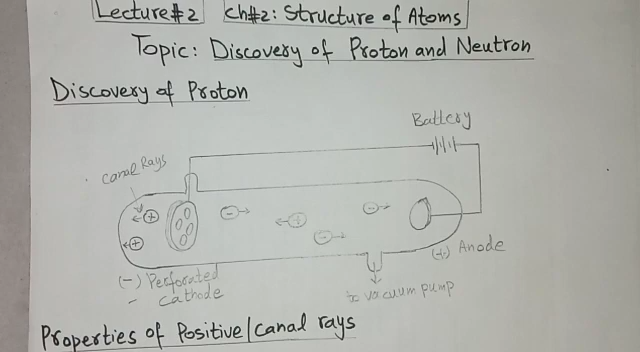 Lecture#2 Ch#2: Structure of Atoms
Topic: Discovery of Proton and Neutron
Discovery of Proton
Battery
Canal Rays
+
-
+
-
+
-
(+) Anode
(-) Perforated
cathode
to vacuum pump
Properties of Positive/canal rays